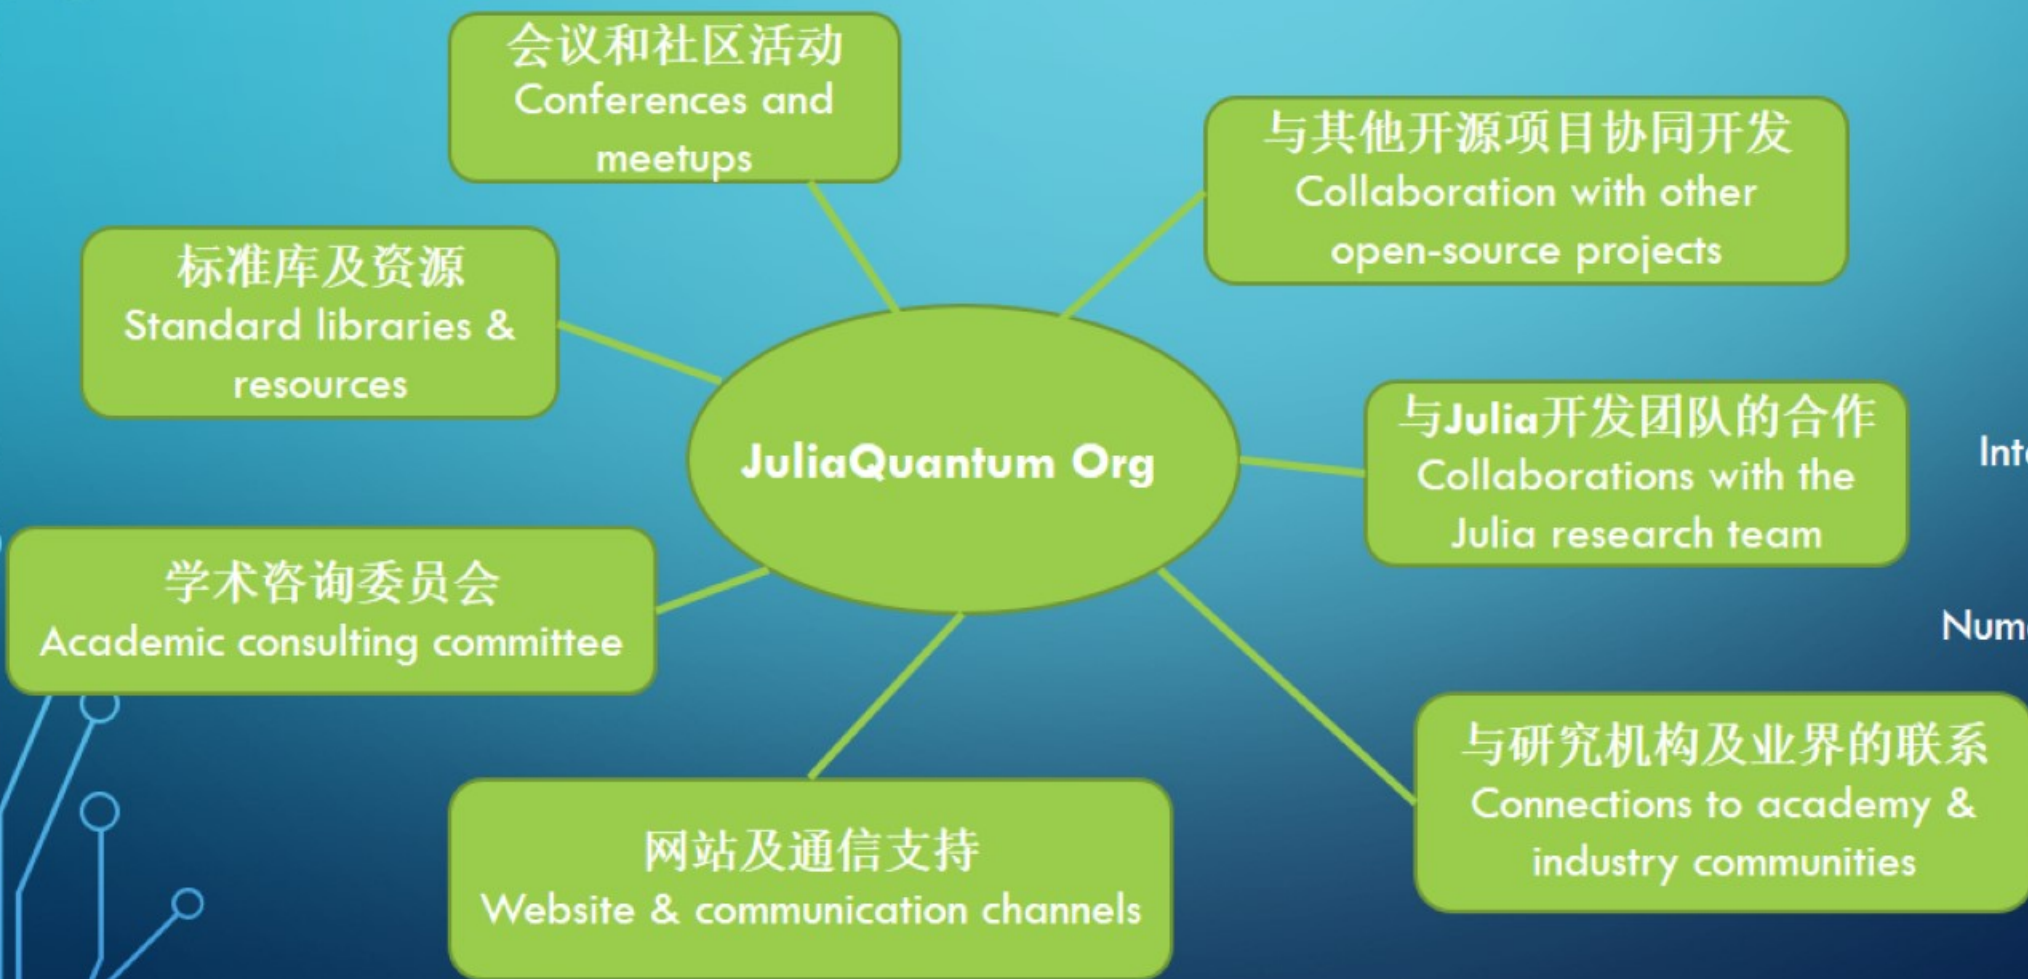 会议和社区活动
Conferences and
meetups
与其他开源项目协同开发
Collaboration with other
open-source projects
标准库及资源
Standard libraries &
resources
JuliaQuantum Org
与Julia开发团队的合作
Collaborations with the
Julia research team
学术咨询委员会
Academic consulting committee
与研究机构及业界的联系
Connections to academy &
industry communities
网站及通信支持
Website & communication channels